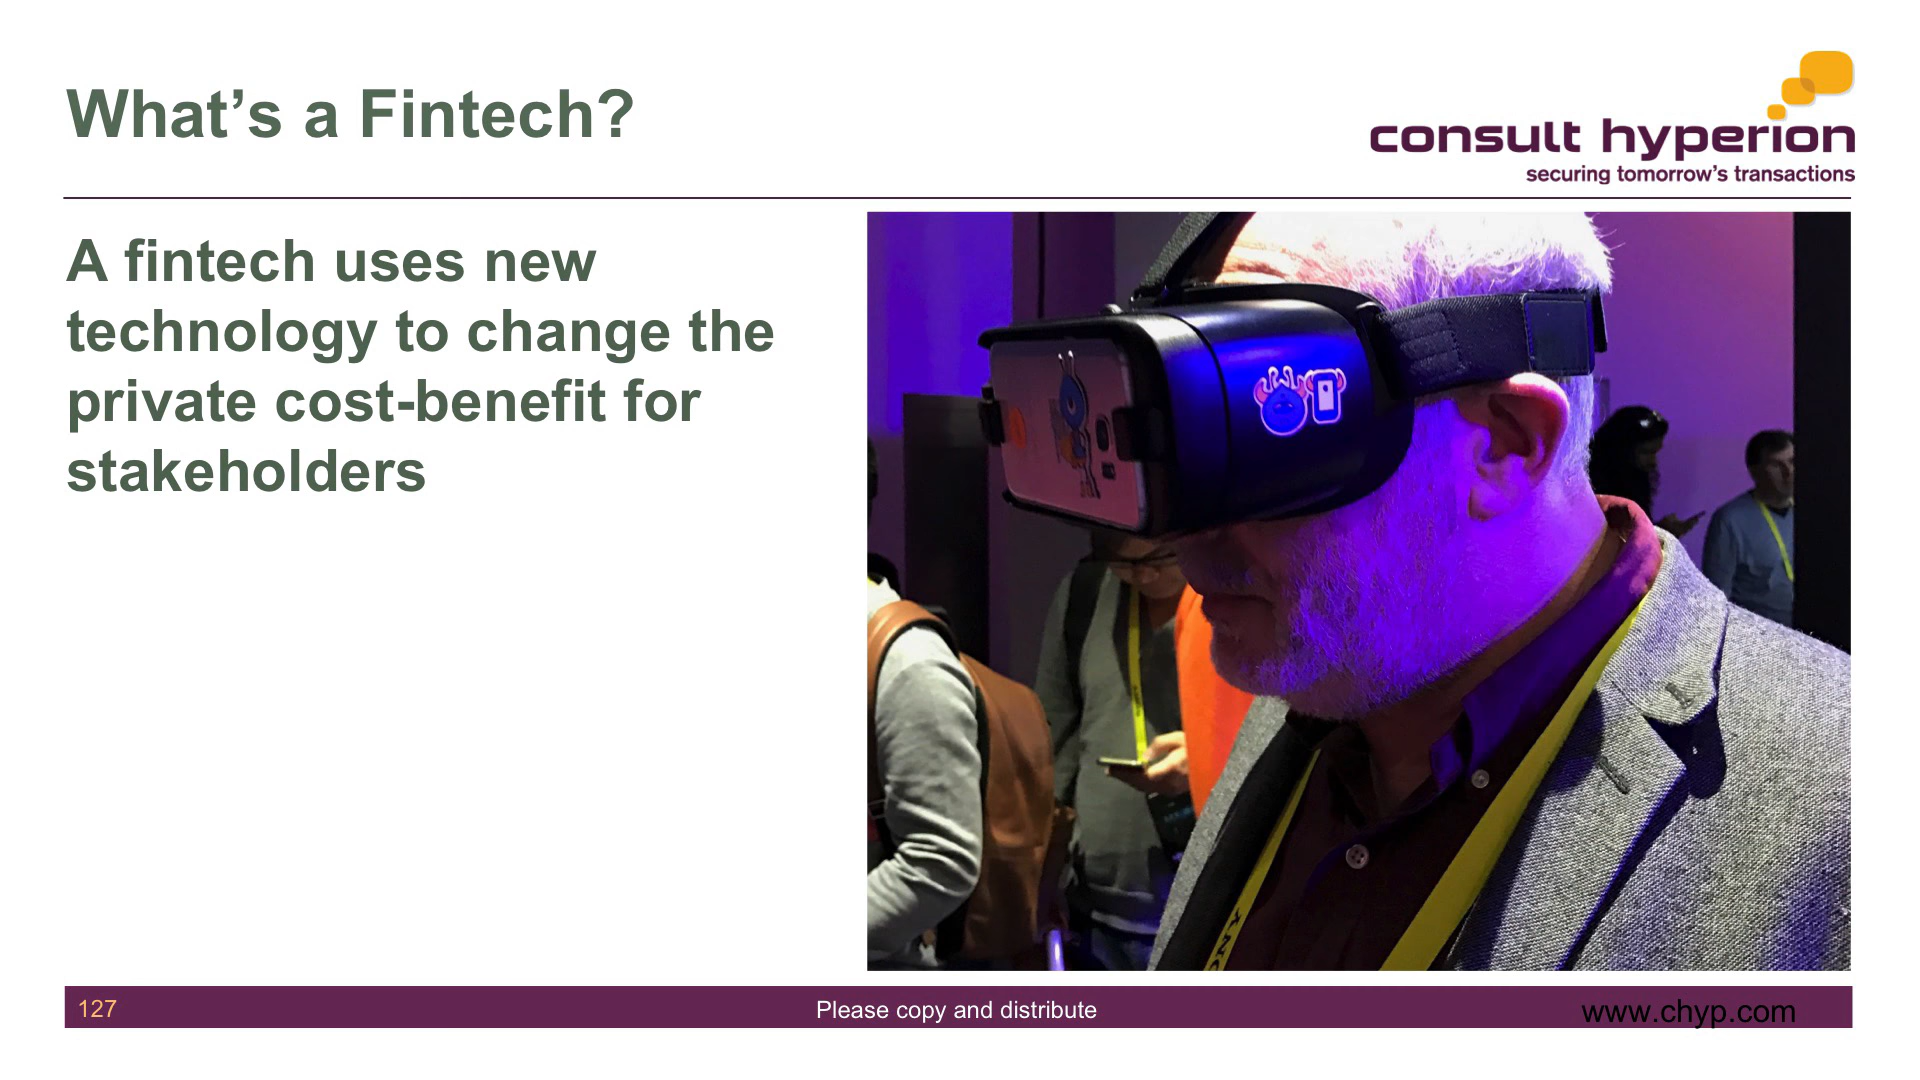 What’s a Fintech?
consult hyperion
securing tomorrow’s transactions
A fintech uses new
technology to change the
private cost-benefit for
stakeholders
127
Please copy and distribute
www.chyp.com